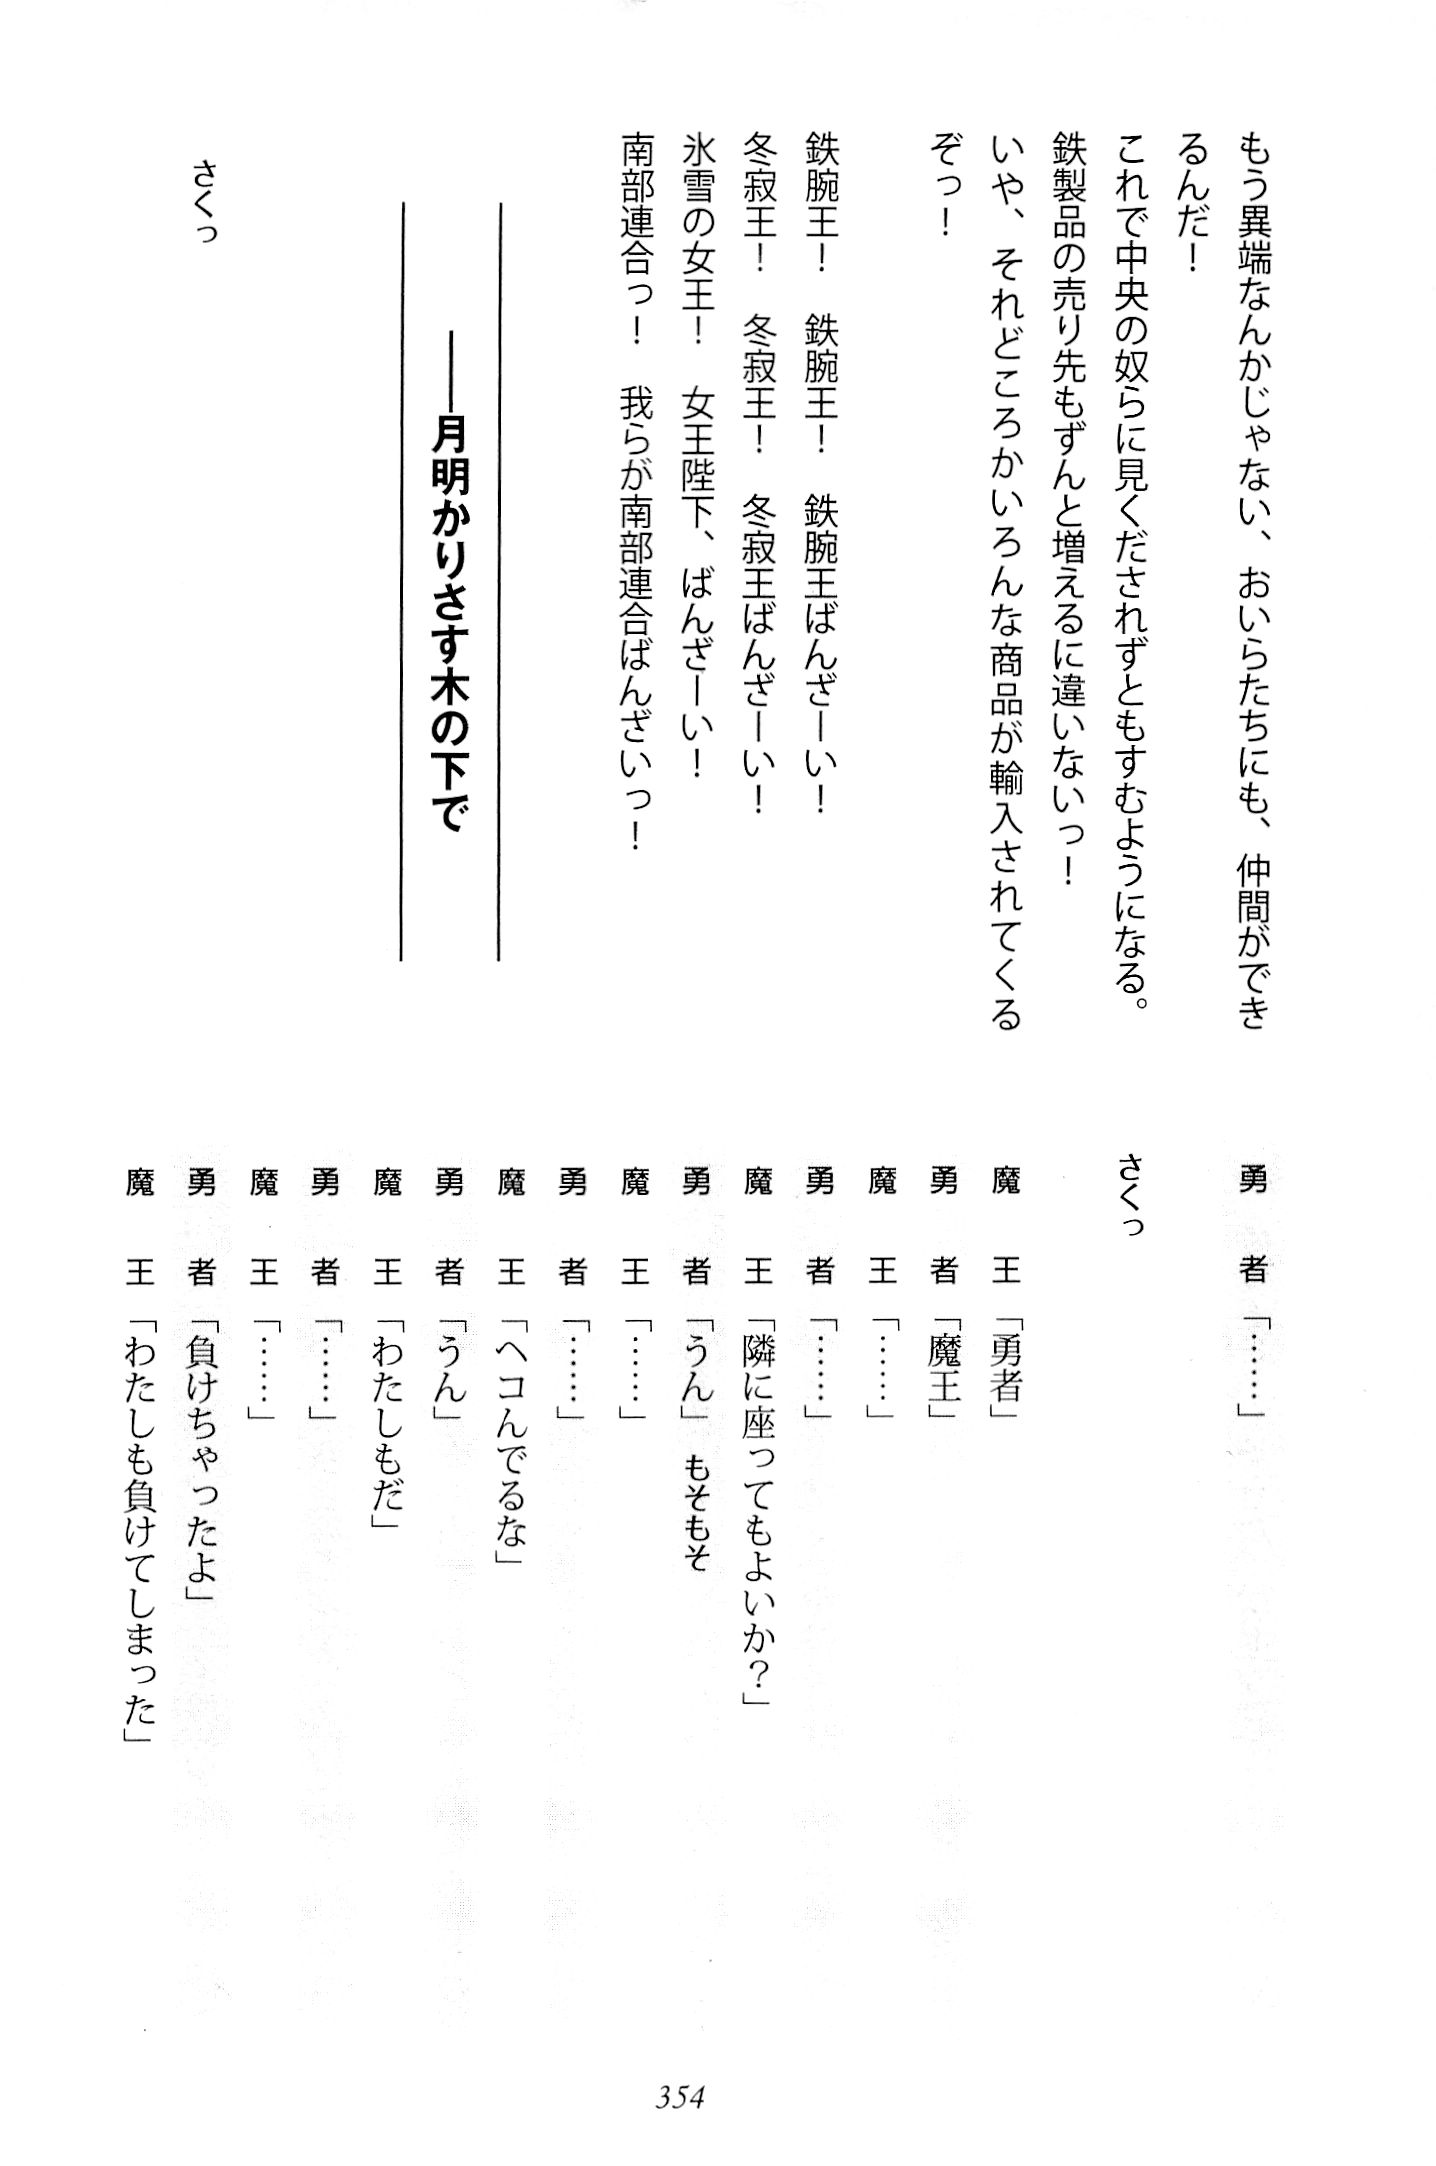 もう異端なんかじゃない、おいらたちにも、仲間ができ
るんだ！
これで中央の奴らに見くだされずともすむようになる。
鉄製品の売り先もずんと増えるに違いないっ！
いや、それどころかいろんな商品が輸入されてくる
ぞっ！
鉄腕王！　鉄腕王！　鉄腕王ばんざーい！
冬寂王！　冬寂王！　冬寂王ばんざーい！
氷雪の女王！　女王陛下、ばんざーい！
南部連合っ！　我らが南部連合ばんざいっ！
――月明かりさす木の下で
さくっ
勇　者「……」
さくっ
魔　王「勇者」
勇　者「魔王」
魔　王「……」
勇　者「……」
魔　王「隣に座ってもよいか？」
勇　者「うん」もそもそ
魔　王「……」
勇　者「……」
魔　王「ヘコんでるな」
勇　者「うん」
魔　王「わたしもだ」
勇　者「……」
魔　王「……」
勇　者「負けちゃったよ」
魔　王「わたしも負けてしまった」
354